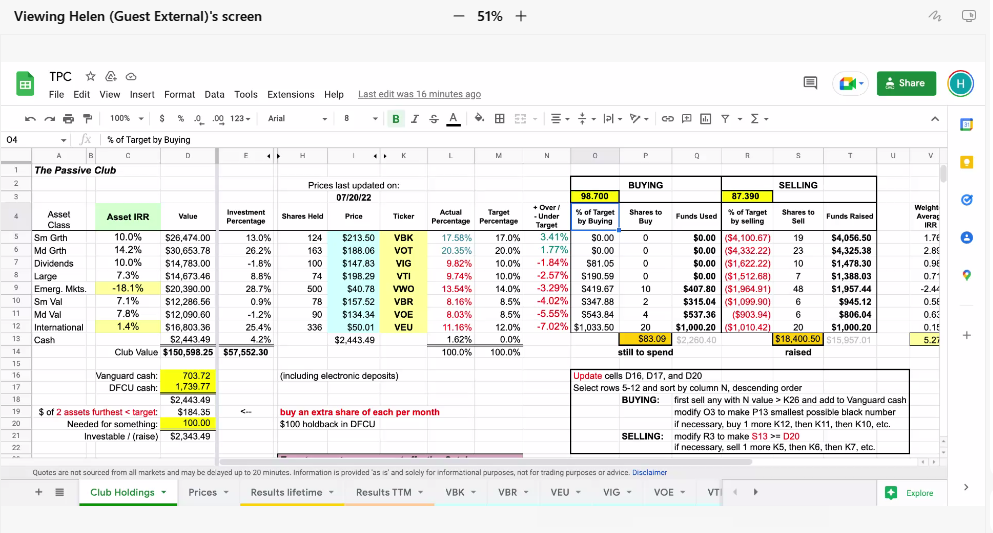 Viewing Helen (Guest External)'s screen
51%
TPC
File Edit View Insert Format Data Tools Extensions Help Last edit was 16 minutes ago
Share
H
100% $ % .0 .00 123 Arial 8 B I S A
O4 fx % of Target by Buying
A B C D E H I K L M N O P Q R S T U V
1 The Passive Club
2 Prices last updated on: BUYING SELLING
3 07/20/22 98.700 87.390
4 Asset Class Asset IRR Value Investment Percentage Shares Held Price Ticker Actual Percentage Target Percentage + Over / - Under Target % of Target by Buying Shares to Buy Funds Used % of Target by selling Shares to Sell Funds Raised Weight Averag IRR
5 Sm Grth 10.0% $26,474.00 13.0% 124 $213.50 VBK 17.58% 17.0% 3.41% $0.00 0 $0.00 ($4,100.67) 19 $4,056.50 1.76
6 Md Grth 14.2% $30,653.78 26.2% 163 $188.06 VOT 20.35% 20.0% 1.77% $0.00 0 $0.00 ($4,332.22) 23 $4,325.38
7 Dividends 10.0% $14,783.00 -1.8% 100 $147.83 VIG 9.82% 10.0% -1.84% $81.05 0 $0.00 ($1,622.22) 10 $1,478.30
8 Large 7.3% $14,673.46 8.8% 74 $198.29 VTI 9.74% 10.0% -2.57% $190.59 0 $0.00 ($1,512.68) 7 $1,388.03 0.71
9 Emerg. Mkts. -18.1% $20,390.00 28.7% 500 $40.78 VWO 13.54% 14.0% -3.29% $419.67 10 $407.80 ($1,964.91) 48 $1,957.44 -2.44
10 Sm Val 7.1% $12,286.56 0.9% 78 $157.52 VBR 8.16% 8.5% -4.02% $347.88 2 $315.04 ($1,099.90) 6 $945.12
11 Md Val 7.8% $12,090.60 -1.2% 90 $134.34 VOE 8.03% 8.5% -5.55% $543.84 4 $537.36 ($903.94) 6 $806.04
12 International 1.4% $16,803.36 25.4% 336 $50.01 VEU 11.16% 12.0% -7.02% $1,033.50 20 $1,000.20 ($1,010.42) 20 $1,000.20
13 Cash $2,443.49 4.2% $2,443.49 1.62% 0.0% $83.09 $2,260.40 $18,400.50 $15,957.01 5.27
14 Club Value $150,598.25 $57,552.30 100.0% 100.0% still to spend raised
15
16 Vanguard cash: 703.72 (including electronic deposits) Update cells D16, D17, and D20
17 DFCU cash: 1,739.77 Select rows 5-12 and sort by column N, descending order
18 $2,443.49 BUYING: first sell any with N value > K26 and add to Vanguard cash
19 $ of 2 assets furthest < target: $184.35 <-- buy an extra share of each per month modify O3 to make P13 smallest possible black number
20 Needed for something: 100.00 $100 holdback in DFCU if necessary, buy 1 more K12, then K11, then K10, etc.
21 Investable / (raise) $2,343.49 SELLING: modify R3 to make S13 >= D20
22 if necessary, sell 1 more K5, then K6, then K7, etc.
Quotes are not sourced from all markets and may be delayed up to 20 minutes. Information is provided 'as is' and solely for informational purposes, not for trading purposes or advice. Disclaimer
+ Club Holdings Prices Results lifetime Results TTM VBK VBR VEU VIG VOE VTI Explore